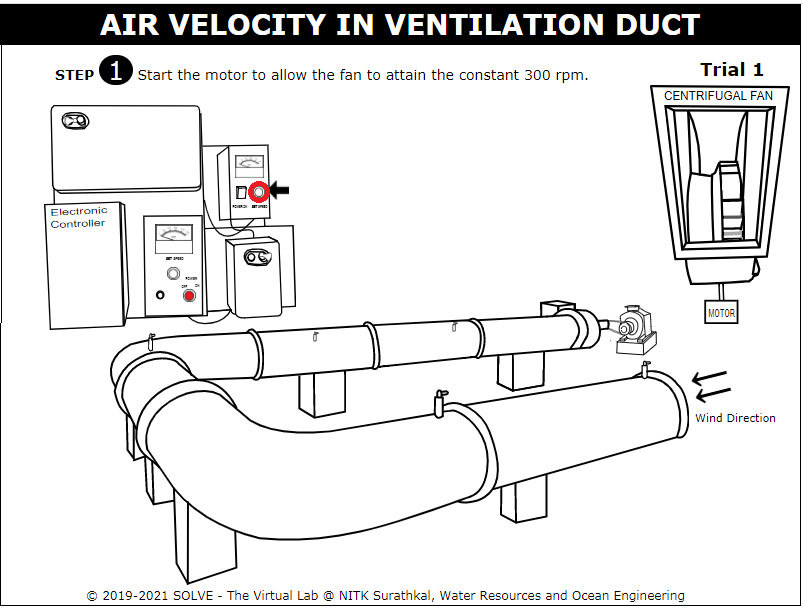 AIR VELOCITY IN VENTILATION DUCT
STEP 1 Start the motor to allow the fan to attain the constant 300 rpm.
Trial 1
CENTRIFUGAL FAN
MOTOR
POWER ON SET SPEED
Electronic
Controller
SET SPEED
POWER
OFF ON
Wind Direction
© 2019-2021 SOLVE - The Virtual Lab @ NITK Surathkal, Water Resources and Ocean Engineering